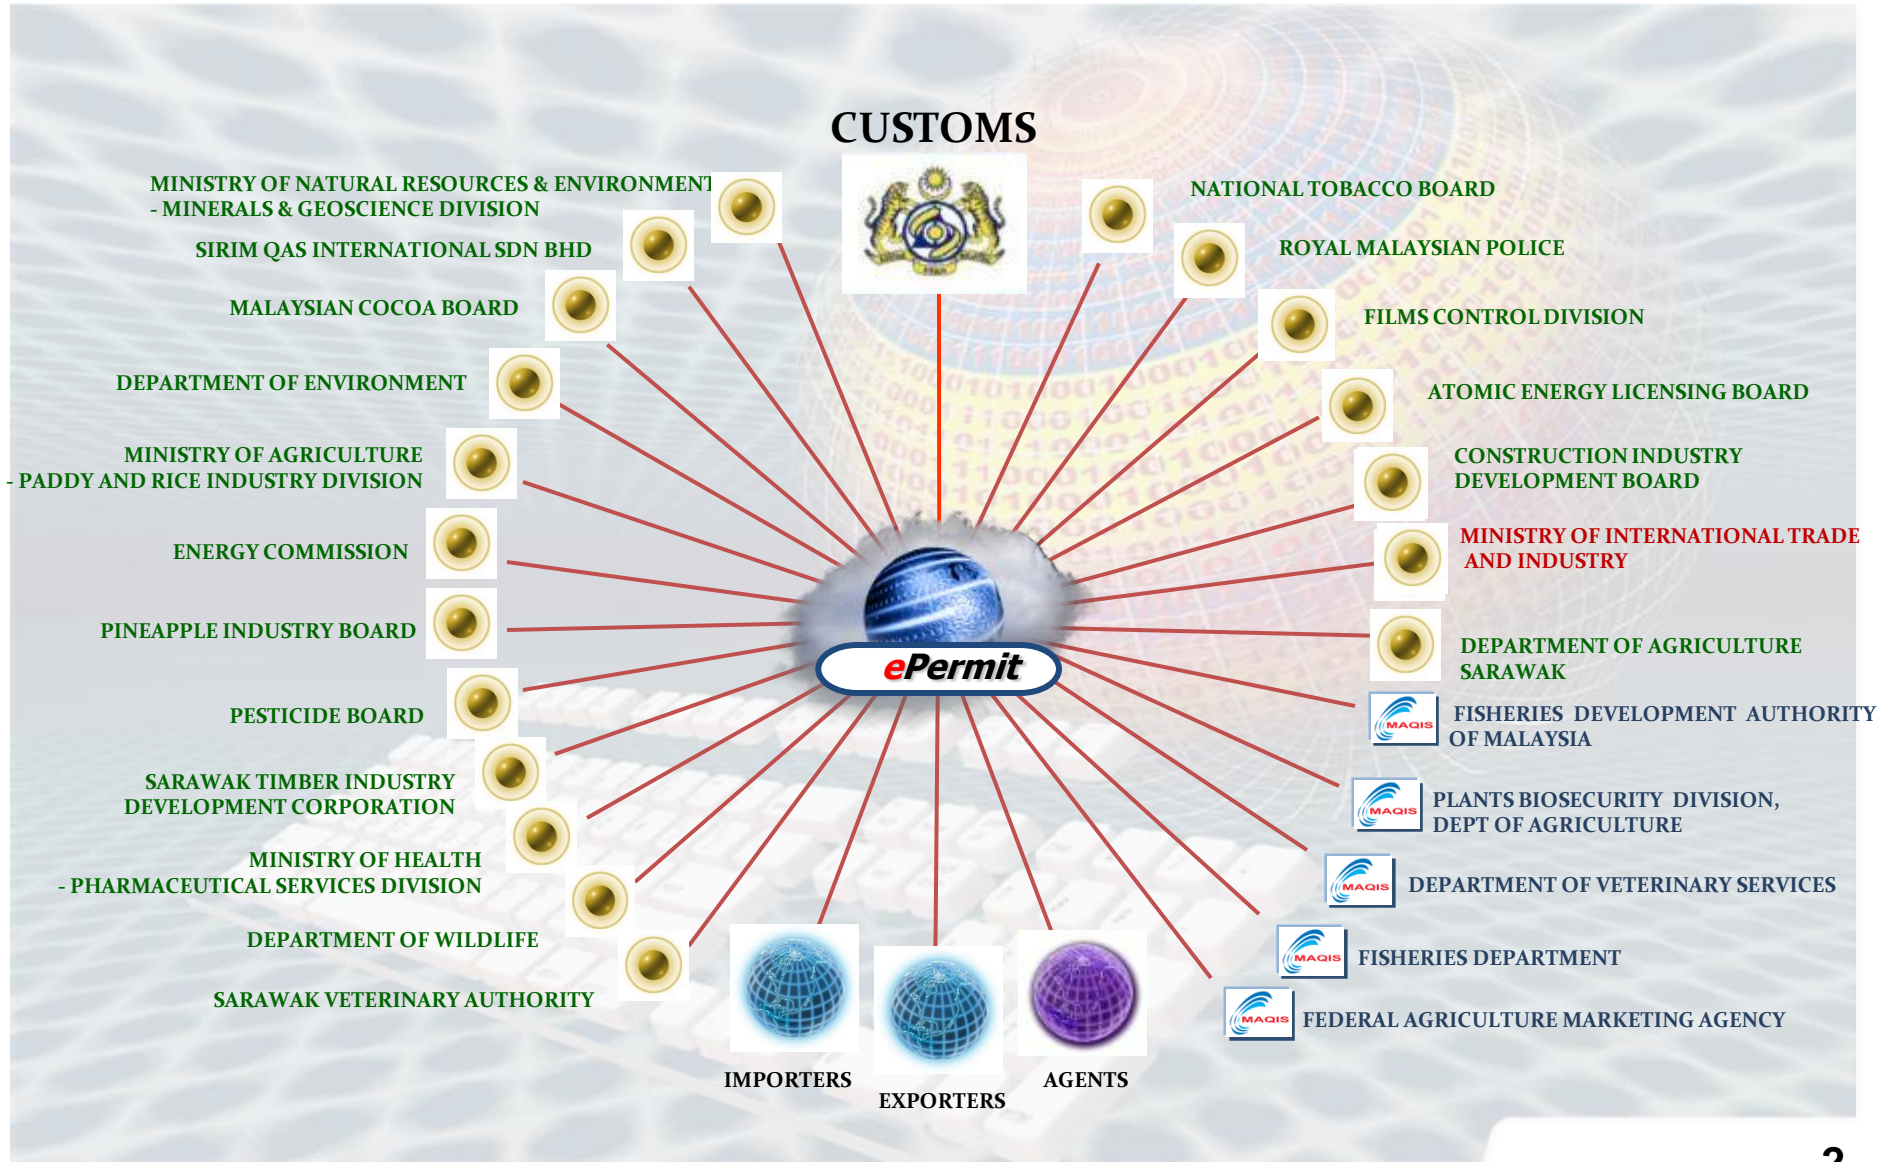 CUSTOMS
MINISTRY OF NATURAL RESOURCES & ENVIRONMENT
- MINERALS & GEOSCIENCE DIVISION
SIRIM QAS INTERNATIONAL SDN BHD
MALAYSIAN COCOA BOARD
DEPARTMENT OF ENVIRONMENT
MINISTRY OF AGRICULTURE
- PADDY AND RICE INDUSTRY DIVISION
ENERGY COMMISSION
PINEAPPLE INDUSTRY BOARD
PESTICIDE BOARD
SARAWAK TIMBER INDUSTRY
DEVELOPMENT CORPORATION
MINISTRY OF HEALTH
- PHARMACEUTICAL SERVICES DIVISION
DEPARTMENT OF WILDLIFE
SARAWAK VETERINARY AUTHORITY
NATIONAL TOBACCO BOARD
ROYAL MALAYSIAN POLICE
FILMS CONTROL DIVISION
ATOMIC ENERGY LICENSING BOARD
CONSTRUCTION INDUSTRY
DEVELOPMENT BOARD
MINISTRY OF INTERNATIONAL TRADE
AND INDUSTRY
DEPARTMENT OF AGRICULTURE
SARAWAK
MAQIS
FISHERIES DEVELOPMENT AUTHORITY
OF MALAYSIA
MAQIS
PLANTS BIOSECURITY DIVISION,
DEPT OF AGRICULTURE
MAQIS
DEPARTMENT OF VETERINARY SERVICES
MAQIS
FISHERIES DEPARTMENT
MAQIS
FEDERAL AGRICULTURE MARKETING AGENCY
ePermit
IMPORTERS
EXPORTERS
AGENTS
2